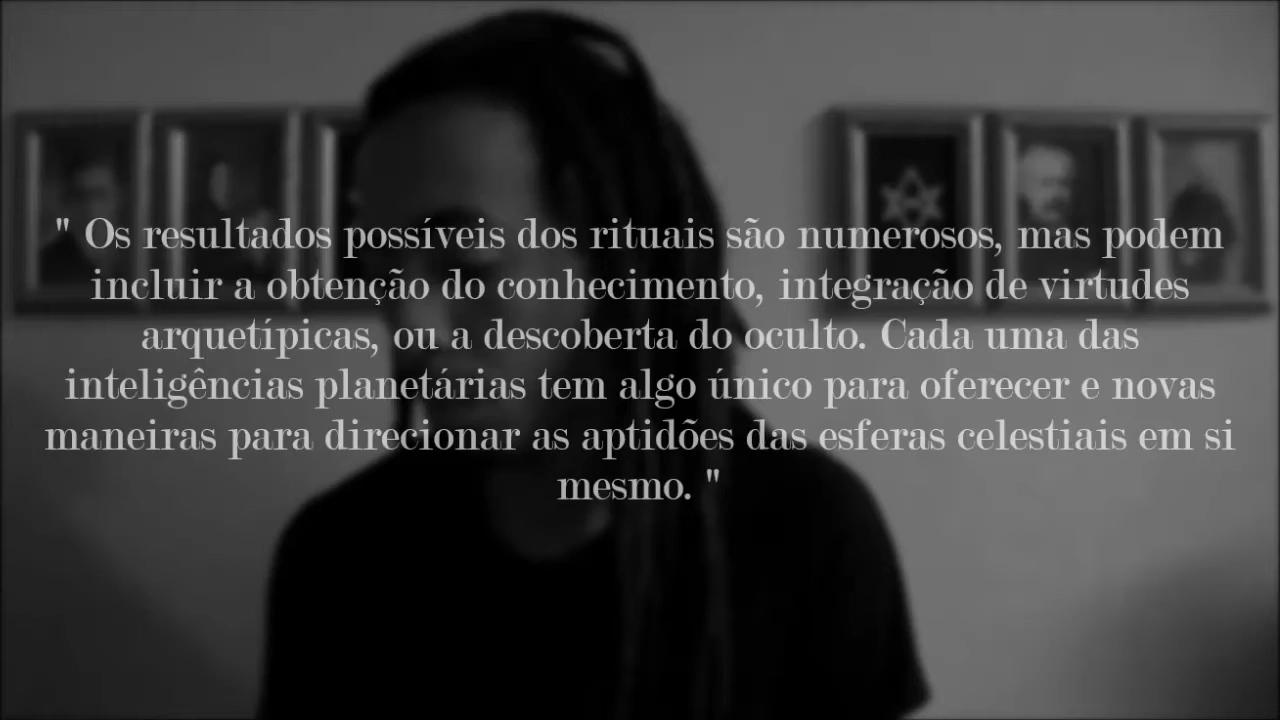 " Os resultados possíveis dos rituais são numerosos, mas podem
incluir a obtenção do conhecimento, integração de virtudes
arquetípicas, ou a descoberta do oculto. Cada uma das
inteligências planetárias tem algo único para oferecer e novas
maneiras para direcionar as aptidões das esferas celestiais em si
mesmo. "